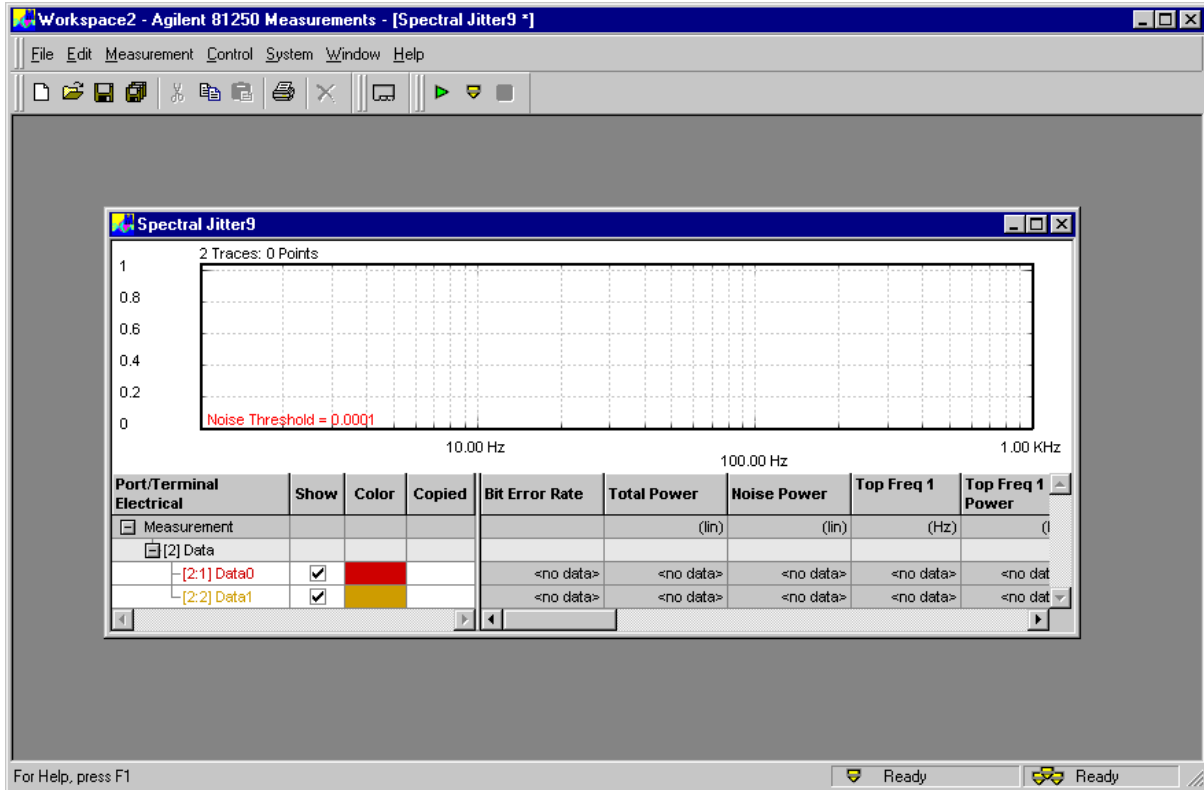 Workspace2 - Agilent 81250 Measurements - [Spectral Jitter9 *]
File Edit Measurement Control System Window Help
Spectral Jitter9
2 Traces: 0 Points
1
0.8
0.6
0.4
0.2
0
Noise Threshold = 0.0001
10.00 Hz
100.00 Hz
1.00 KHz
Port/Terminal Electrical Show Color Copied Bit Error Rate Total Power Noise Power Top Freq 1 Top Freq 1 Power
Measurement (lin) (lin) (Hz) (l
[2] Data
[2:1] Data0 <no data> <no data> <no data> <no data> <no dat
[2:2] Data1 <no data> <no data> <no data> <no data> <no dat
For Help, press F1 Ready Ready